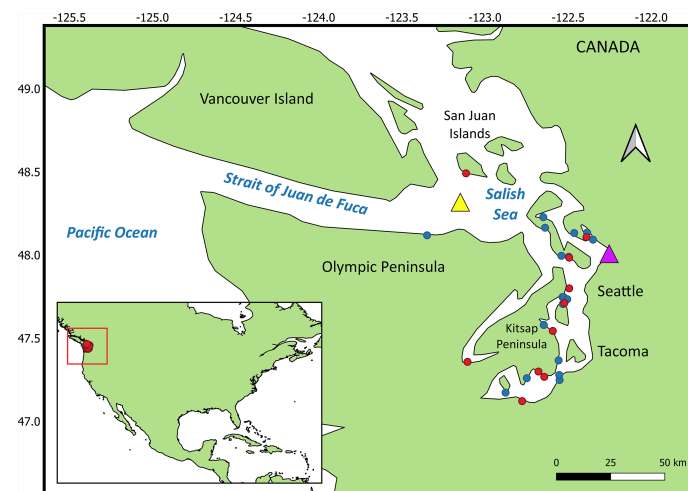 -125.5 -125.0 -124.5 -124.0 -123.5 -123.0 -122.5 -122.0
CANADA
49.0
Vancouver Island
San Juan
Islands
48.5
Strait of Juan de Fuca
Salish
Sea
Pacific Ocean
48.0
Olympic Peninsula
Seattle
Kitsap
Peninsula
47.5
Tacoma
47.0
0 25 50 km